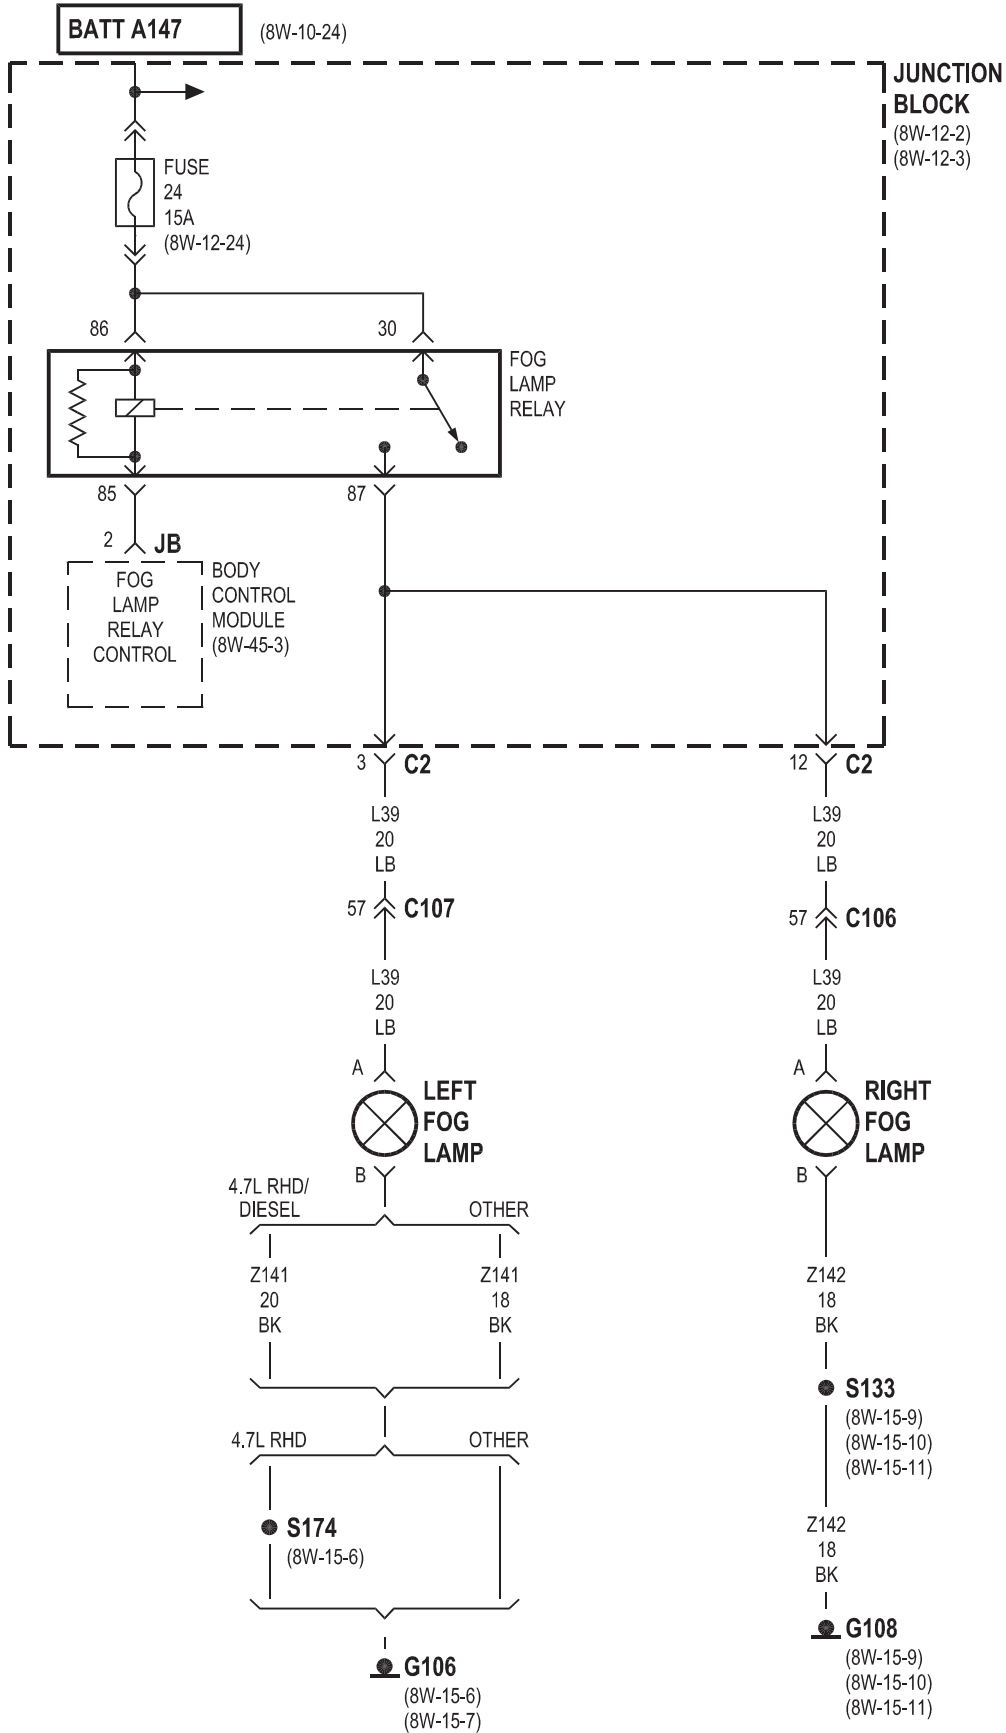 BATT A147
(8W-10-24)
JUNCTION
BLOCK
(8W-12-2)
(8W-12-3)
FUSE
24
15A
(8W-12-24)
86
30
FOG
LAMP
RELAY
85
87
2
JB
FOG
LAMP
RELAY
CONTROL
BODY
CONTROL
MODULE
(8W-45-3)
3
C2
12
C2
L39
20
LB
L39
20
LB
57
C107
57
C106
L39
20
LB
L39
20
LB
A
A
LEFT
FOG
LAMP
RIGHT
FOG
LAMP
B
B
4.7L RHD/
DIESEL
OTHER
Z141
20
BK
Z141
18
BK
Z142
18
BK
S133
(8W-15-9)
(8W-15-10)
(8W-15-11)
4.7L RHD
OTHER
S174
(8W-15-6)
Z142
18
BK
G106
(8W-15-6)
(8W-15-7)
G108
(8W-15-9)
(8W-15-10)
(8W-15-11)